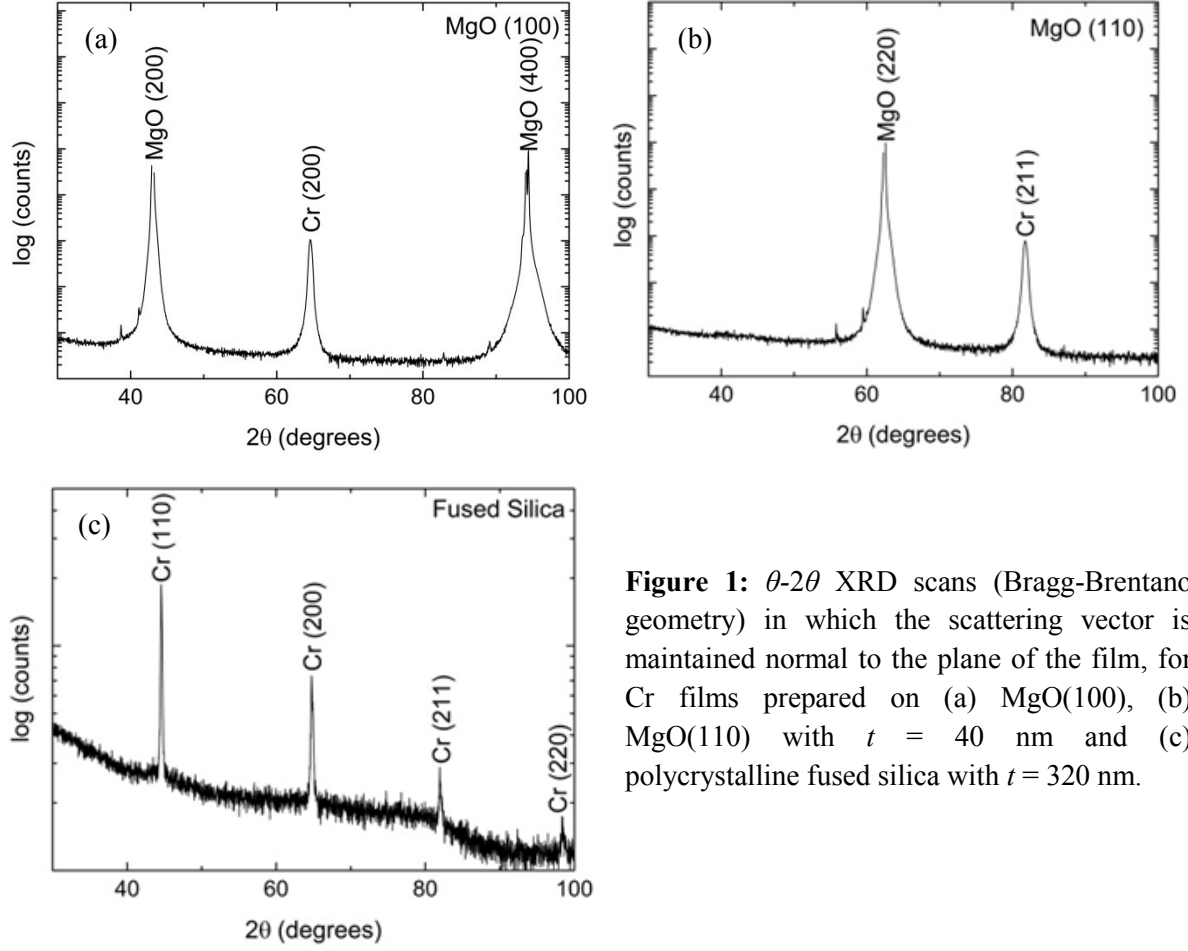 (a)
MgO (100)
MgO (200)
Cr (200)
MgO (400)
log (counts)
40
60
80
100
2θ (degrees)
(b)
MgO (110)
MgO (220)
Cr (211)
log (counts)
40
60
80
100
2θ (degrees)
(c)
Fused Silica
Cr (110)
Cr (200)
Cr (211)
Cr (220)
log (counts)
40
60
80
100
2θ (degrees)
Figure 1: θ-2θ XRD scans (Bragg-Brentano
geometry) in which the scattering vector is
maintained normal to the plane of the film, for
Cr films prepared on (a) MgO(100), (b)
MgO(110) with t = 40 nm and (c)
polycrystalline fused silica with t = 320 nm.